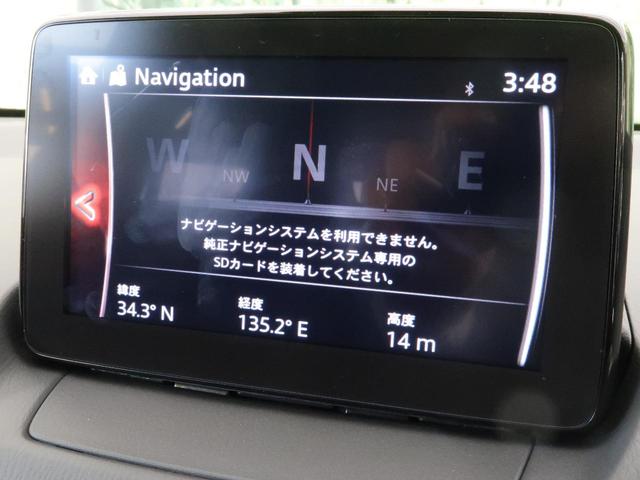 Navigation
3:48
W NW N NE E
ナビゲーションシステムを利用できません。
純正ナビゲーションシステム専用の
SDカードを装着してください。
緯度 経度 高度
34.3° N 135.2° E 14 m